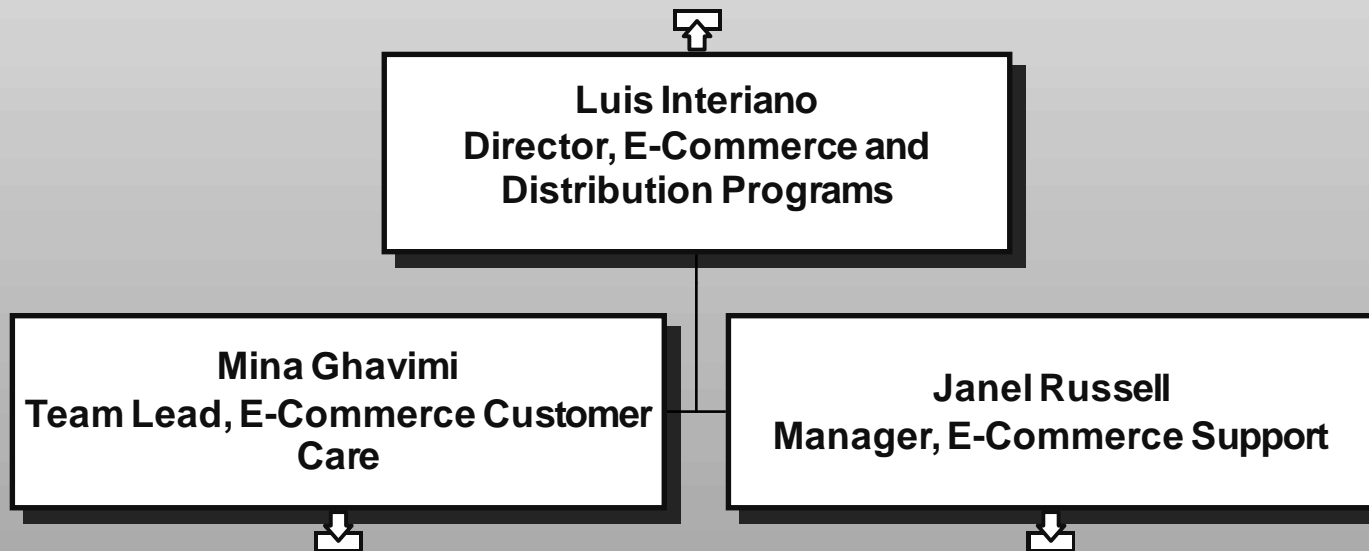 Luis Interiano
Director, E-Commerce and
Distribution Programs
Mina Ghavimi
Team Lead, E-Commerce Customer
Care
Janel Russell
Manager, E-Commerce Support